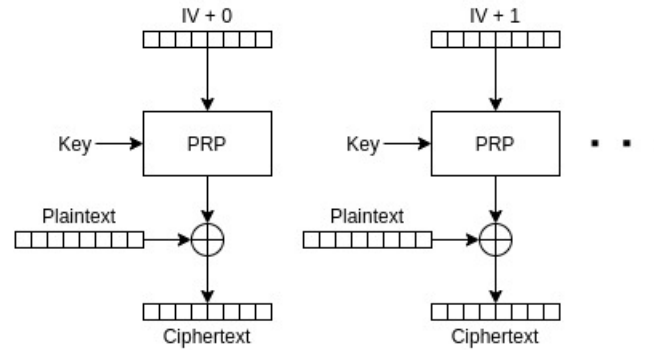 IV + 0
IV + 1
Key
PRP
Key
PRP
Plaintext
Plaintext
Ciphertext
Ciphertext